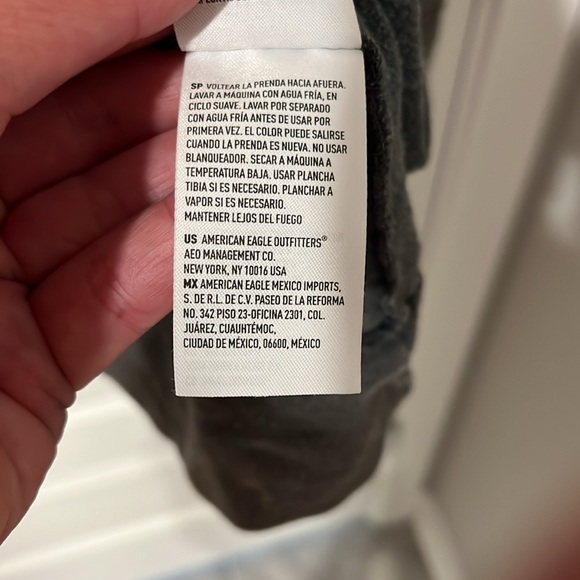 SP VOLTEAR LA PRENDA HACIA AFUERA.
LAVAR A MÁQUINA CON AGUA FRÍA, EN
CICLO SUAVE. LAVAR POR SEPARADO
CON AGUA FRÍA ANTES DE USAR POR
PRIMERA VEZ. EL COLOR PUEDE SALIRSE
CUANDO LA PRENDA ES NUEVA. NO USAR
BLANQUEADOR. SECAR A MÁQUINA A
TEMPERATURA BAJA. USAR PLANCHA
TIBIA SI ES NECESARIO. PLANCHAR A
VAPOR SI ES NECESARIO.
MANTENER LEJOS DEL FUEGO
US AMERICAN EAGLE OUTFITTERS®
AEO MANAGEMENT CO.
NEW YORK, NY 10016 USA
MX AMERICAN EAGLE MEXICO IMPORTS,
S. DE R.L. DE C.V. PASEO DE LA REFORMA
NO. 342 PISO 23-OFICINA 2301, COL.
JUÁREZ, CUAUHTÉMOC,
CIUDAD DE MÉXICO, 06600, MÉXICO